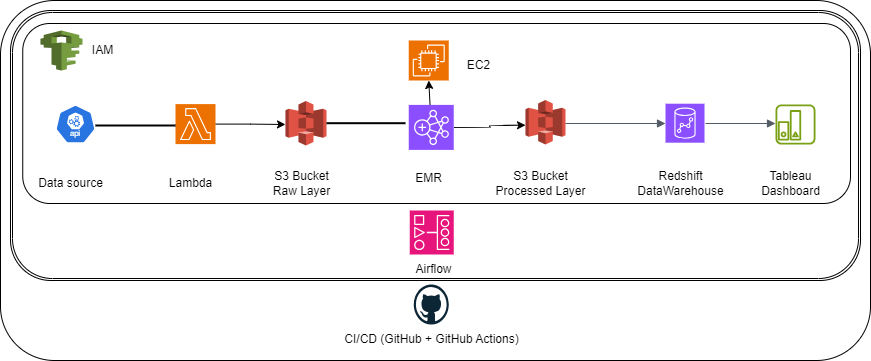 IAM
EC2
api
Data source
Lambda
S3 Bucket
Raw Layer
EMR
S3 Bucket
Processed Layer
Redshift
DataWarehouse
Tableau
Dashboard
Airflow
CI/CD (GitHub + GitHub Actions)